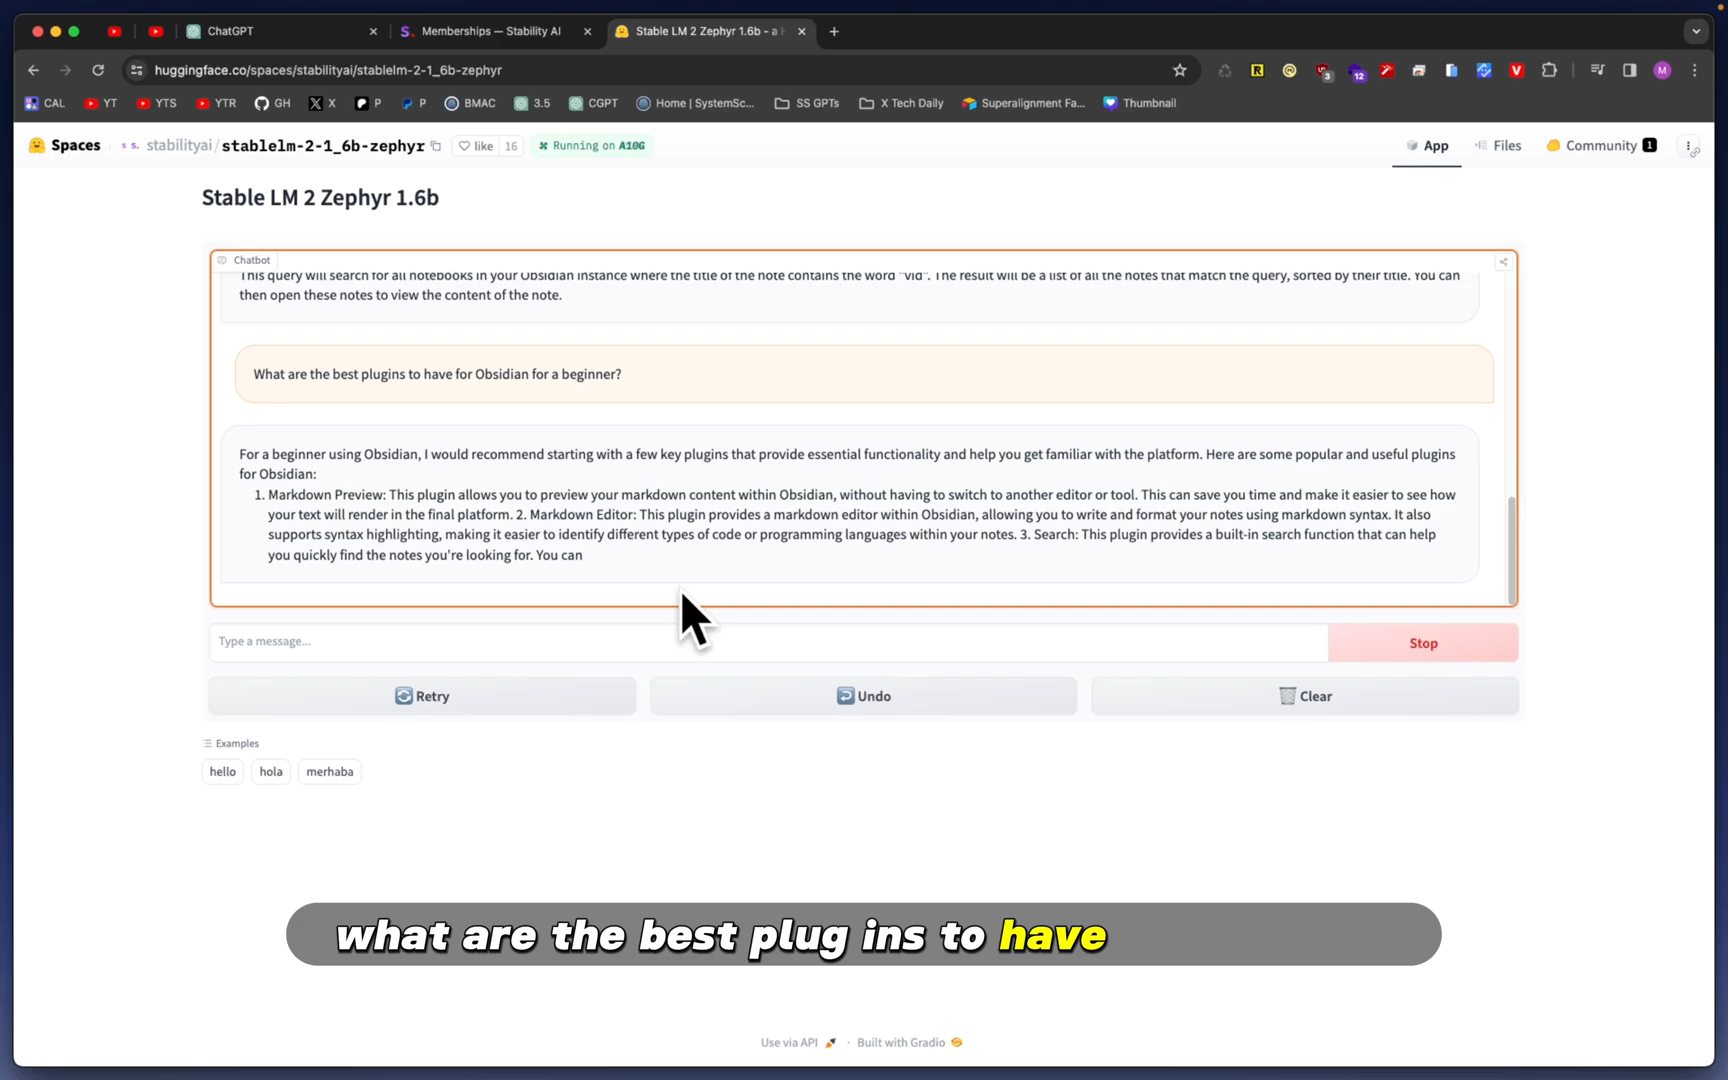 ChatGPT
Memberships — Stability AI
Stable LM 2 Zephyr 1.6b - a
huggingface.co/spaces/stabilityai/stablelm-2-1_6b-zephyr
3
12
M
CAL
YT
YTS
YTR
GH
X
P
P
BMAC
3.5
CGPT
Home | SystemSc...
SS GPTs
X Tech Daily
Superalignment Fa...
Thumbnail
Spaces
stabilityai/stablelm-2-1_6b-zephyr
like 16
Running on A10G
App
Files
Community 1
Stable LM 2 Zephyr 1.6b
Chatbot
This query will search for all notebooks in your Obsidian instance where the title of the note contains the word "vid". The result will be a list of all the notes that match the query, sorted by their title. You can
then open these notes to view the content of the note.
What are the best plugins to have for Obsidian for a beginner?
For a beginner using Obsidian, I would recommend starting with a few key plugins that provide essential functionality and help you get familiar with the platform. Here are some popular and useful plugins
for Obsidian:
1. Markdown Preview: This plugin allows you to preview your markdown content within Obsidian, without having to switch to another editor or tool. This can save you time and make it easier to see how
your text will render in the final platform. 2. Markdown Editor: This plugin provides a markdown editor within Obsidian, allowing you to write and format your notes using markdown syntax. It also
supports syntax highlighting, making it easier to identify different types of code or programming languages within your notes. 3. Search: This plugin provides a built-in search function that can help
you quickly find the notes you're looking for. You can
Type a message...
Stop
Retry
Undo
Clear
Examples
hello
hola
merhaba
what are the best plug ins to have
Use via API · Built with Gradio